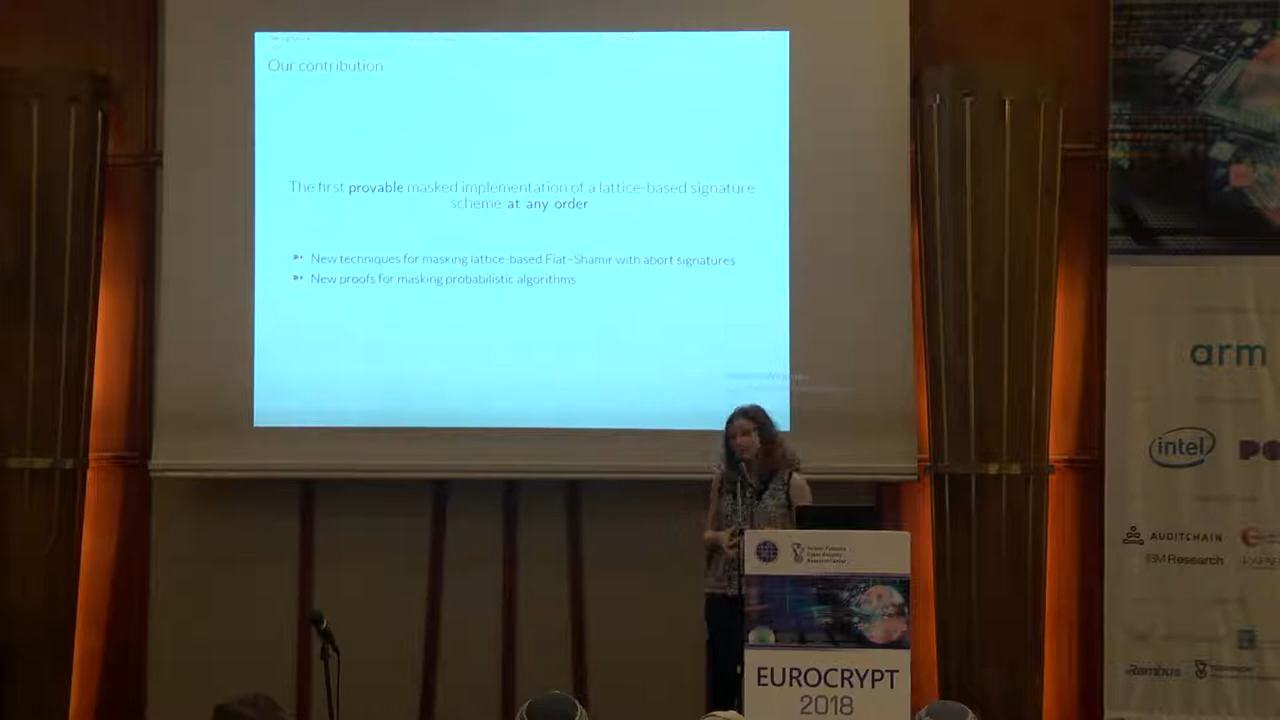 Our contribution
The first provable masked implementation of a lattice-based signature
scheme at any order
New techniques for masking lattice-based Fiat-Shamir with abort signatures
New proofs for masking probabilistic algorithms
arm
intel
AUDITCHAIN
IBM Research
Rambus
EUROCRYPT
2018